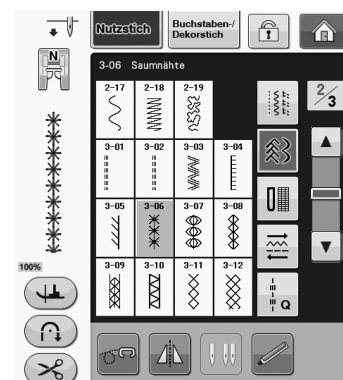 Nutzstich
Buchstaben-/
Dekorstich
N
3-06 Saumnähte
2/3
2-17 2-18 2-19
3-01 3-02 3-03 3-04
3-05 3-06 3-07 3-08
100%
3-09 3-10 3-11 3-12
Q